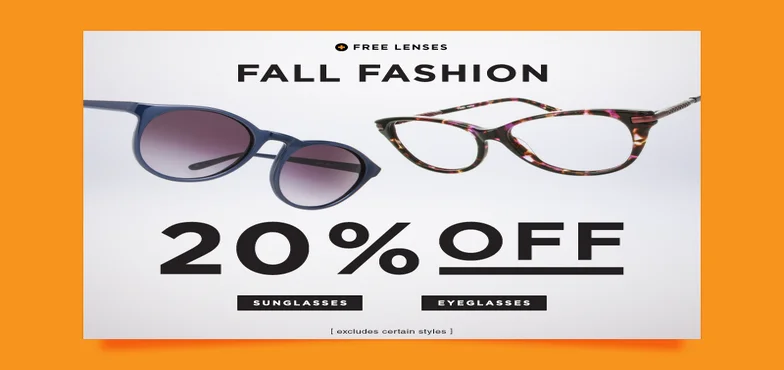 FREE LENSES
FALL FASHION
20% OFF
SUNGLASSES EYEGLASSES
[ excludes certain styles ]